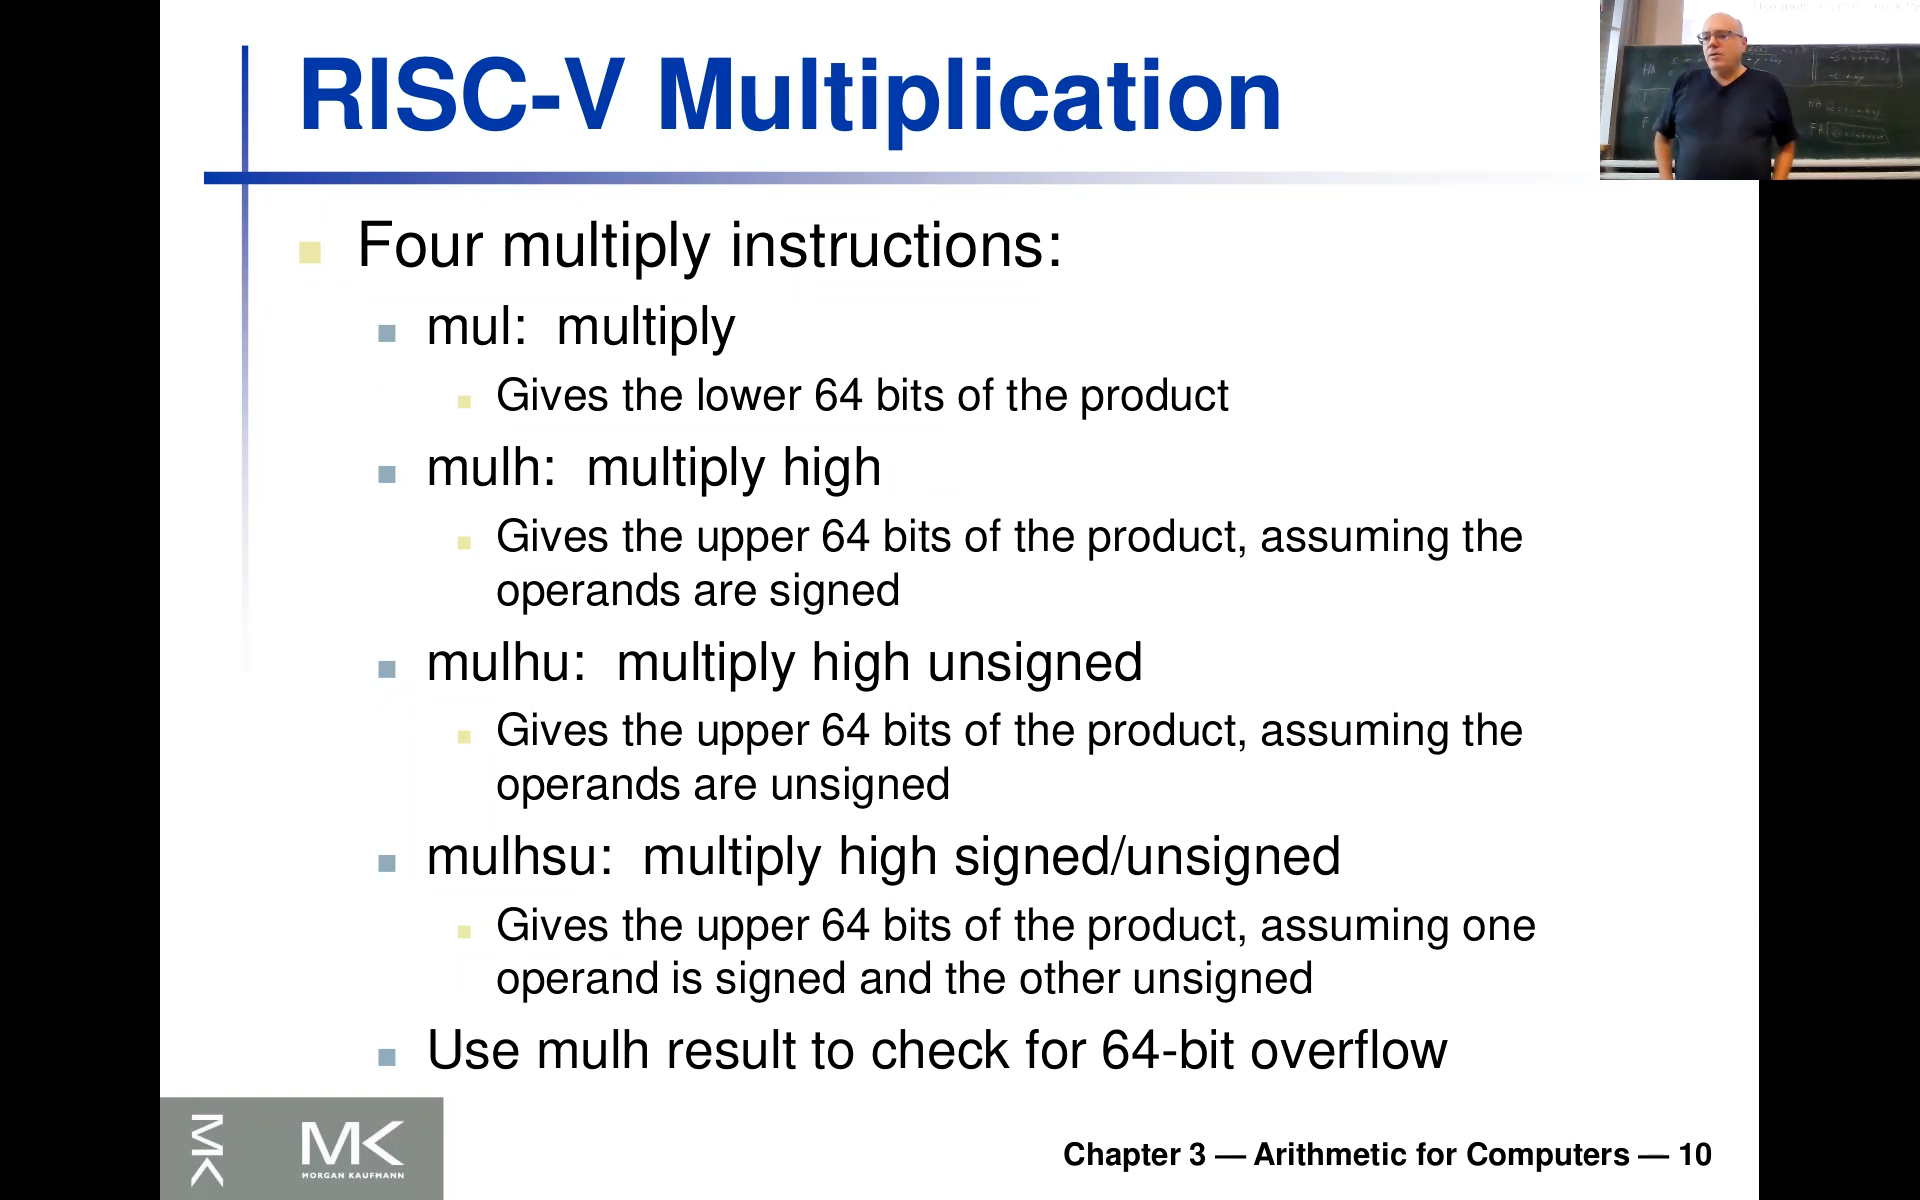 RISC-V Multiplication
Four multiply instructions:
mul: multiply
Gives the lower 64 bits of the product
mulh: multiply high
Gives the upper 64 bits of the product, assuming the
operands are signed
mulhu: multiply high unsigned
Gives the upper 64 bits of the product, assuming the
operands are unsigned
mulhsu: multiply high signed/unsigned
Gives the upper 64 bits of the product, assuming one
operand is signed and the other unsigned
Use mulh result to check for 64-bit overflow
MK
MK
MORGAN KAUFMANN
Chapter 3 — Arithmetic for Computers — 10